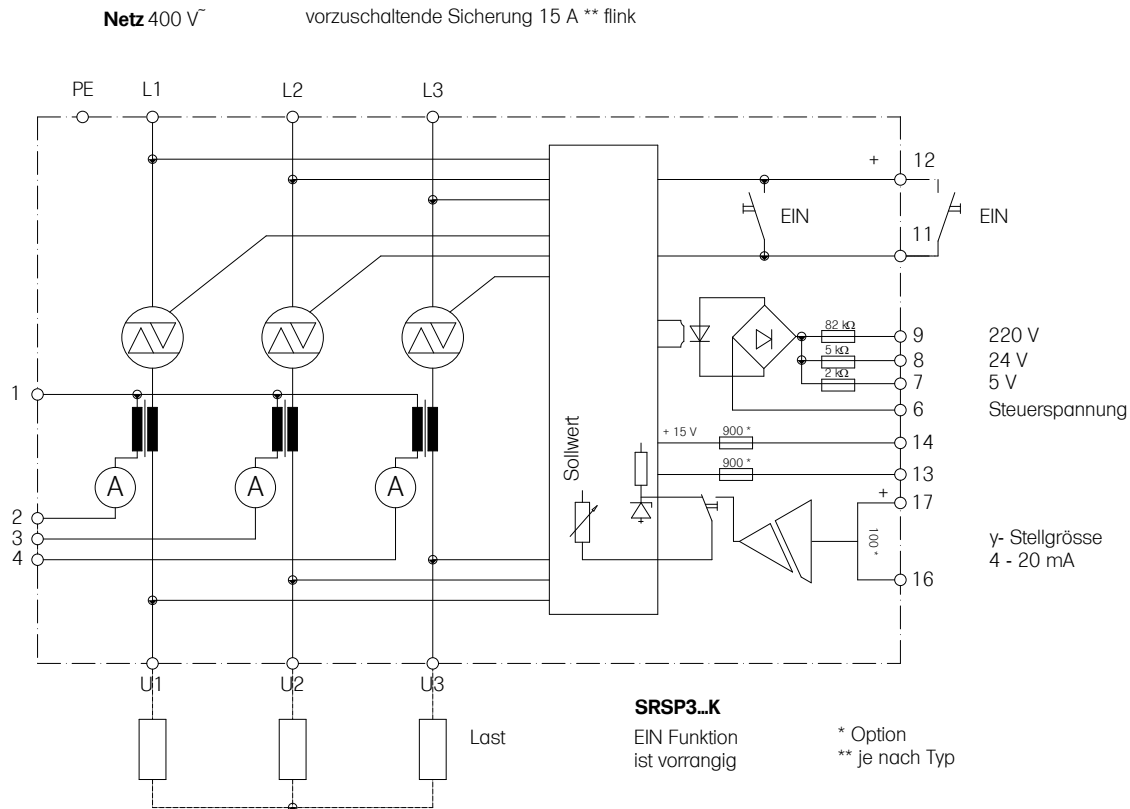 Netz 400 V~ vorzuschaltende Sicherung 15 A ** flink
PE L1 L2 L3
+ 12
EIN EIN
11
82 kΩ 9 220 V
5 kΩ 8 24 V
2 kΩ 7 5 V
6 Steuerspannung
1
Sollwert
+ 15 V 900 * 14
900 * 13
A A A
+ 17
2
3
4
100 *
y- Stellgrösse
4 - 20 mA
16
U1 U2 U3
Last
SRSP3...K
EIN Funktion
ist vorrangig
* Option
** je nach Typ